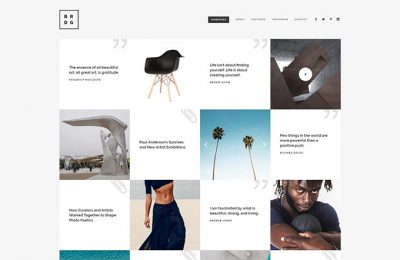 BR
DG
HOMEPAGE ABOUT FEATURES INSTAGRAM CONTACT
The essence of all beautiful
art, all great art, is gratitude.
FRIEDRICH NIETZSCHE
Life isn't about finding
yourself. Life is about
creating yourself.
GEORGE SHAW
Paul Anderson's Sunrises
and New Artist Exhibitions
Few things in the world are
more powerful than a
positive push.
RICHARD DEVOS
How Curators and Artists
Worked Together to Shape
Photo Poetics
I am fascinated by what is
beautiful, strong, and living.